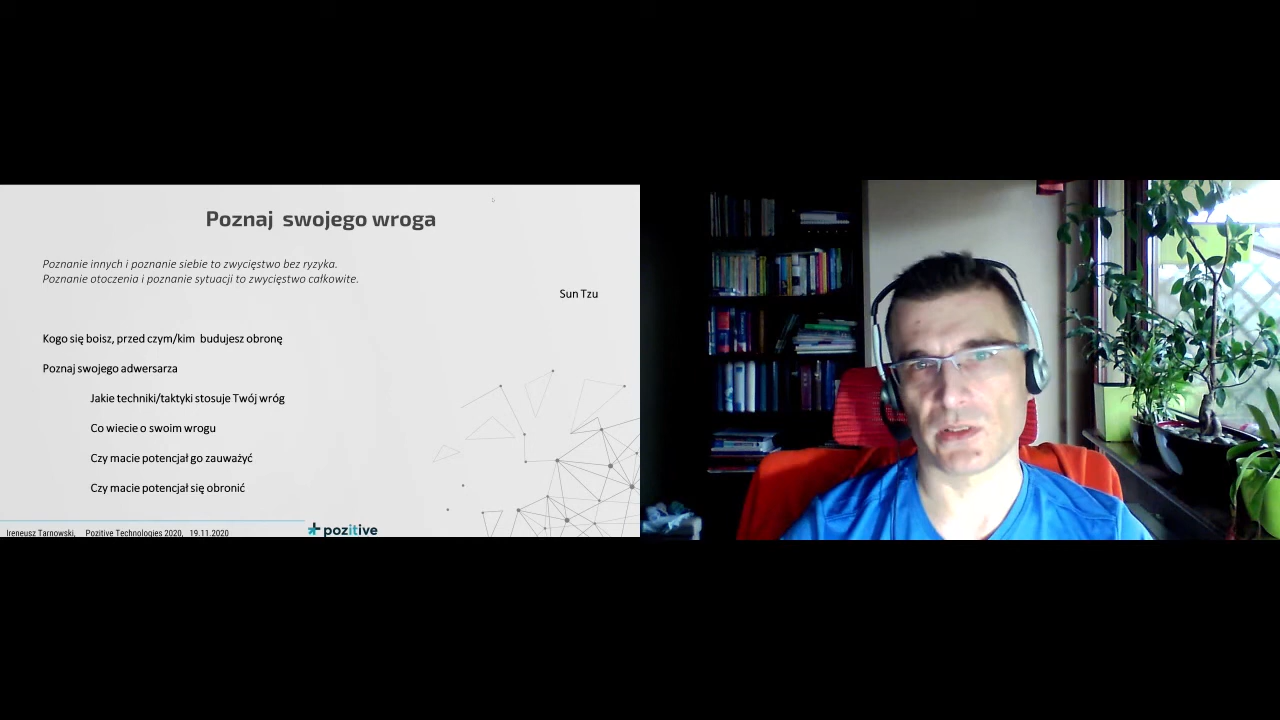 Poznaj swojego wroga
Poznanie innych i poznanie siebie to zwycięstwo bez ryzyka.
Poznanie otoczenia i poznanie sytuacji to zwycięstwo całkowite.
Sun Tzu
Kogo się boisz, przed czym/kim budujesz obronę
Poznaj swojego adwersarza
Jakie techniki/taktyki stosuje Twój wróg
Co wiecie o swoim wrogu
Czy macie potencjał go zauważyć
Czy macie potencjał się obronić
Ireneusz Tarnowski, Pozitive Technologies 2020, 19.11.2020
pozitive